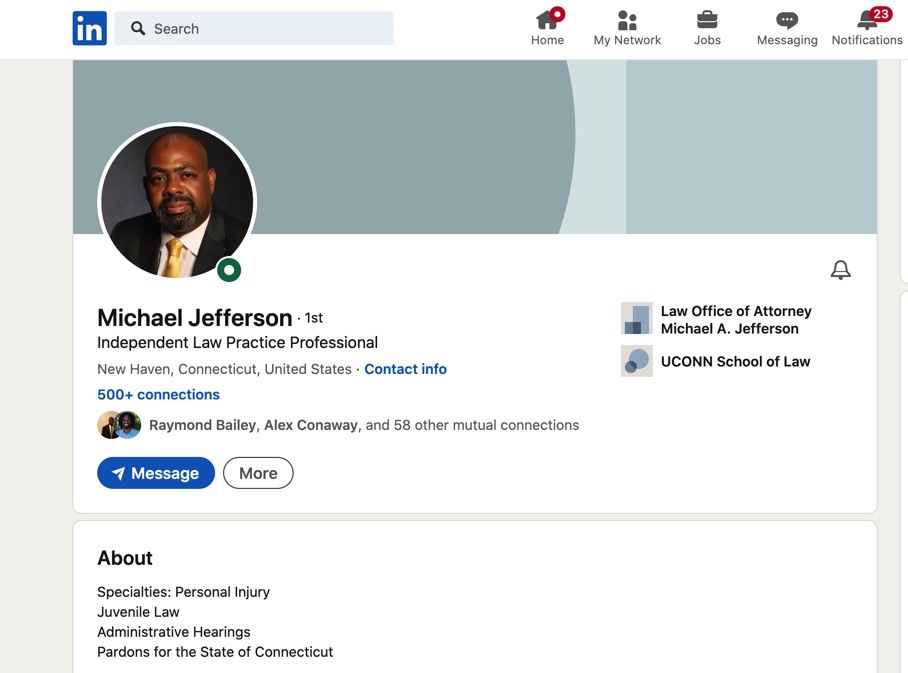 in
Search
Home
My Network
Jobs
Messaging
23
Notifications
Michael Jefferson · 1st
Independent Law Practice Professional
New Haven, Connecticut, United States · Contact info
500+ connections
Raymond Bailey, Alex Conaway, and 58 other mutual connections
Message
More
Law Office of Attorney
Michael A. Jefferson
UCONN School of Law
About
Specialties: Personal Injury
Juvenile Law
Administrative Hearings
Pardons for the State of Connecticut